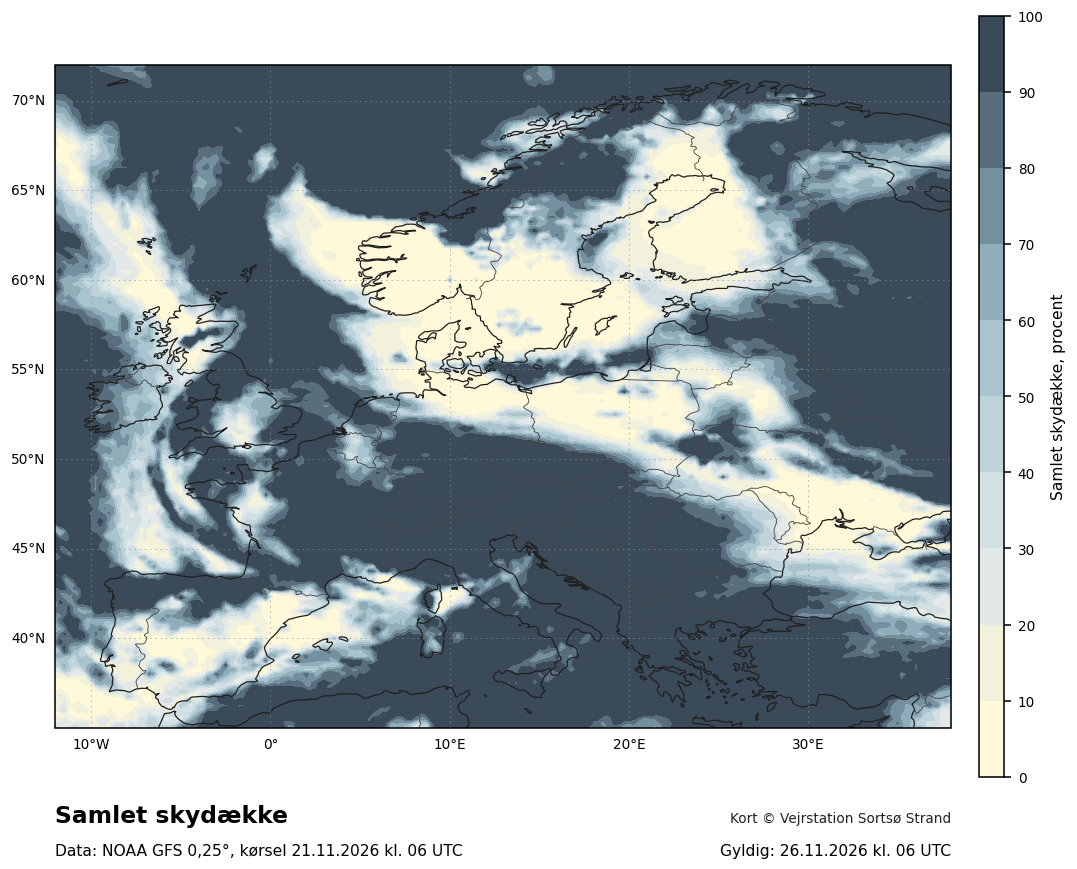 100
90
80
70
60
50
40
30
20
10
0
Samlet skydække, procent
70°N
65°N
60°N
55°N
50°N
45°N
40°N
10°W
0°
10°E
20°E
30°E
Samlet skydække
Kort © Vejrstation Sortsø Strand
Data: NOAA GFS 0,25°, kørsel 21.11.2026 kl. 06 UTC
Gyldig: 26.11.2026 kl. 06 UTC